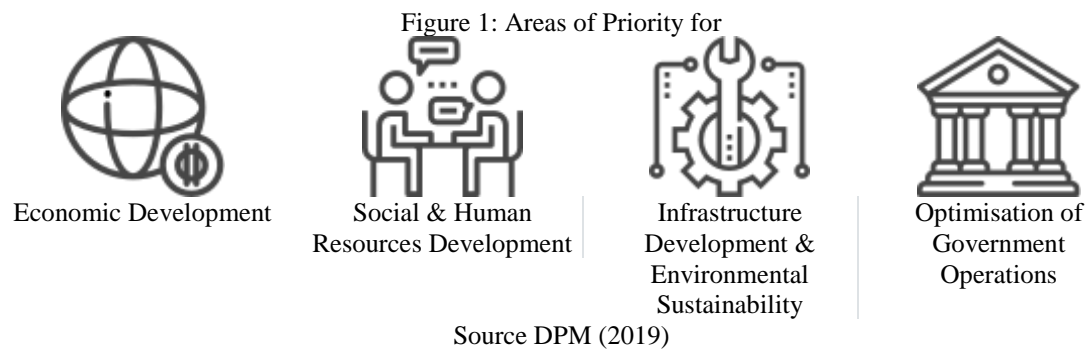 Figure 1: Areas of Priority for
Economic Development
Social & Human
Resources Development
Infrastructure
Development &
Environmental
Sustainability
Optimisation of
Government
Operations
Source DPM (2019)